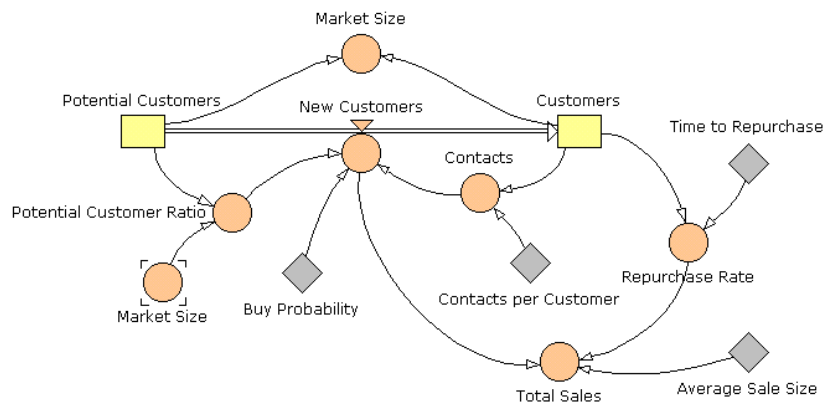 Market Size
Potential Customers
New Customers
Customers
Time to Repurchase
Contacts
Potential Customer Ratio
Repurchase Rate
Contacts per Customer
Buy Probability
Market Size
Total Sales
Average Sale Size